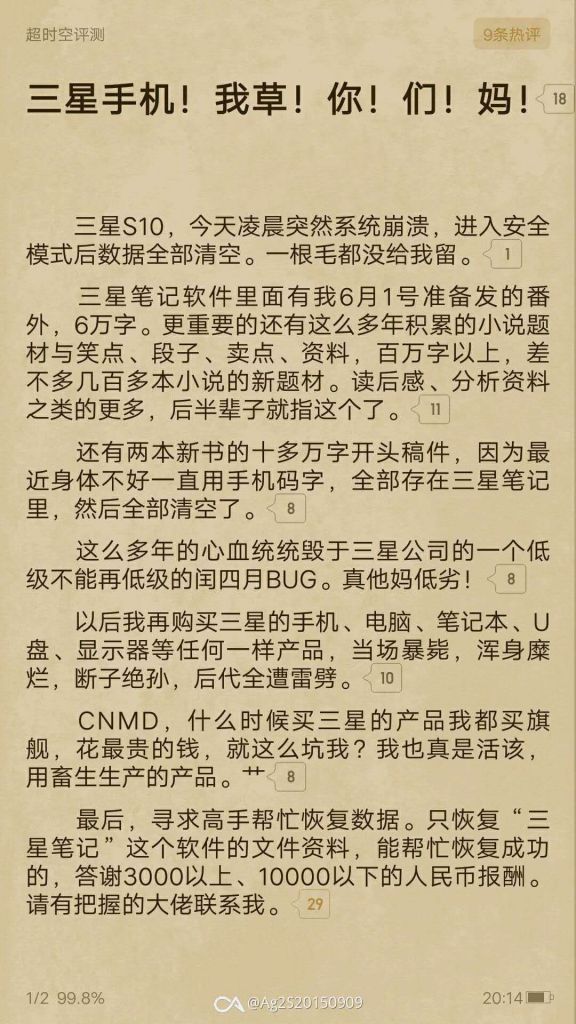 超时空评测
9条热评
三星手机！我草！你！们！妈！
18
三星S10，今天凌晨突然系统崩溃，进入安全
模式后数据全部清空。一根毛都没给我留。
1
三星笔记软件里面有我6月1号准备发的番
外，6万字。更重要的还有这么多年积累的小说题
材与笑点、段子、卖点、资料，百万字以上，差
不多几百多本小说的新题材。读后感、分析资料
之类的更多，后半辈子就指这个了。
11
还有两本新书的十多万字开头稿件，因为最
近身体不好一直用手机码字，全部存在三星笔记
里，然后全部清空了。
8
这么多年的心血统统毁于三星公司的一个低
级不能再低级的闰四月BUG。真他妈低劣！
8
以后我再购买三星的手机、电脑、笔记本、U
盘、显示器等任何一样产品，当场暴毙，浑身糜
烂，断子绝孙，后代全遭雷劈。
10
CNMD，什么时候买三星的产品我都买旗
舰，花最贵的钱，就这么坑我？我也真是活该，
用畜生生产的产品。艹
8
最后，寻求高手帮忙恢复数据。只恢复“三
星笔记”这个软件的文件资料，能帮忙恢复成功
的，答谢3000以上、10000以下的人民币报酬。
请有把握的大佬联系我。
29
1/2 99.8%
@Ag2S20150909
20:14